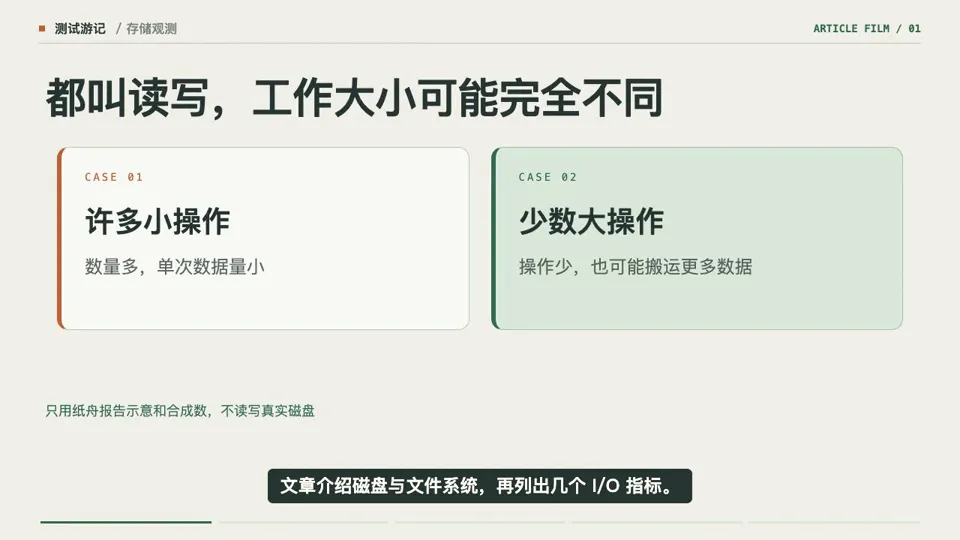 测试游记 / 存储观测
ARTICLE FILM / 01
都叫读写，工作大小可能完全不同
CASE 01
许多小操作
数量多，单次数据量小
CASE 02
少数大操作
操作少，也可能搬运更多数据
只用纸舟报告示意和合成数，不读写真实磁盘
文章介绍磁盘与文件系统，再列出几个 I/O 指标。